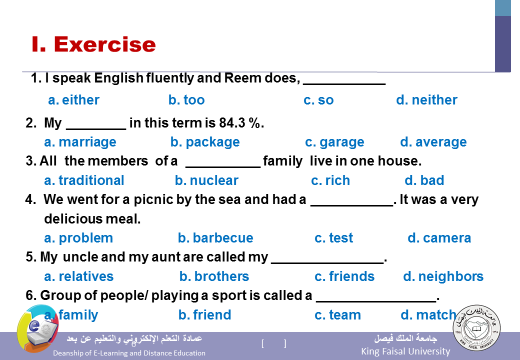 I. Exercise
1. I speak English fluently and Reem does, ___________
a. either b. too c. so d. neither
2. My ________ in this term is 84.3 %.
a. marriage b. package c. garage d. average
3. All the members of a __________ family live in one house.
a. traditional b. nuclear c. rich d. bad
4. We went for a picnic by the sea and had a ___________. It was a very
delicious meal.
a. problem b. barbecue c. test d. camera
5. My uncle and my aunt are called my _______________.
a. relatives b. brothers c. friends d. neighbors
6. Group of people/ playing a sport is called a ________________.
a. family b. friend c. team d. match
عمادة التعلم الإلكتروني والتعليم عن بعد
Deanship of E-Learning and Distance Education
[ ]
جامعة الملك فيصل
King Faisal University